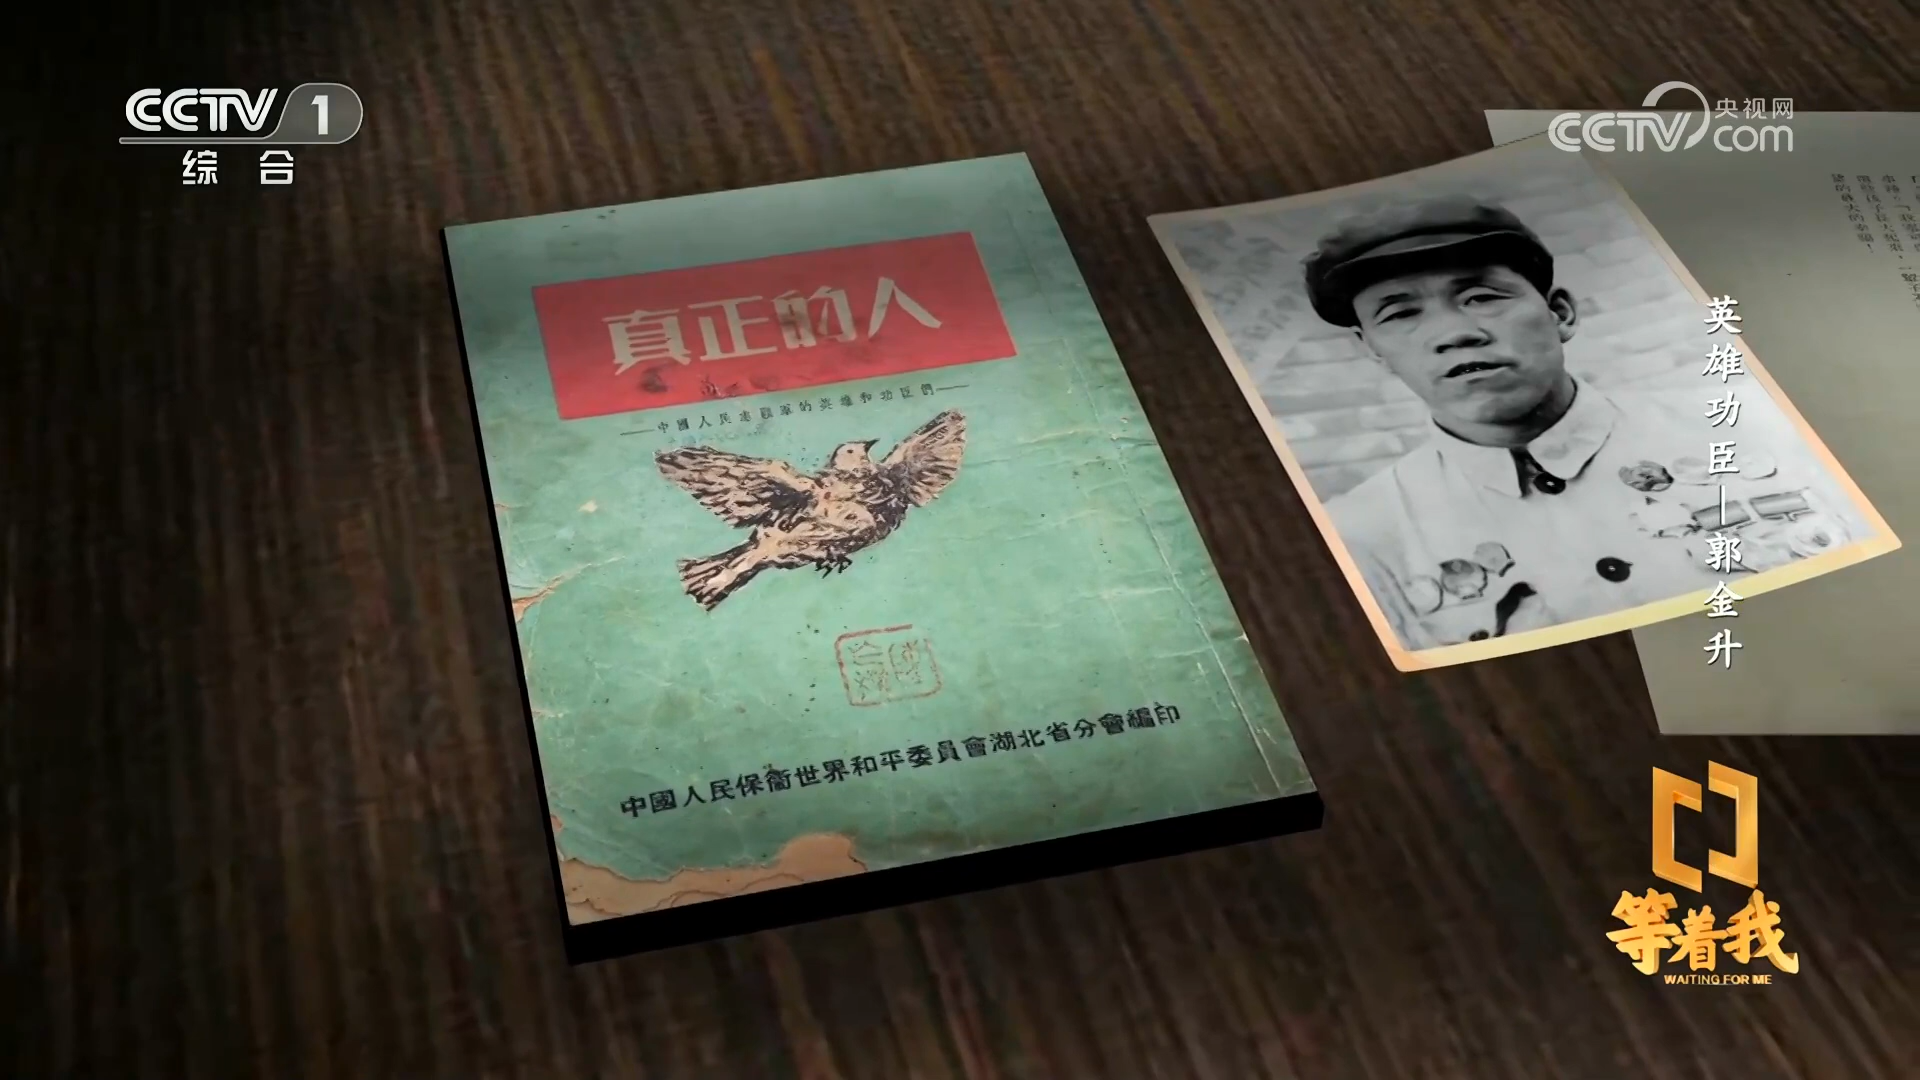 CCTV 1
综合
央视网
CCTV.com
真正的人
——中國人民志願軍的英雄和功臣們——
中國人民保衞世界和平委員會湖北省分會編印
英雄功臣—郭金升
等着我
WAITING FOR ME